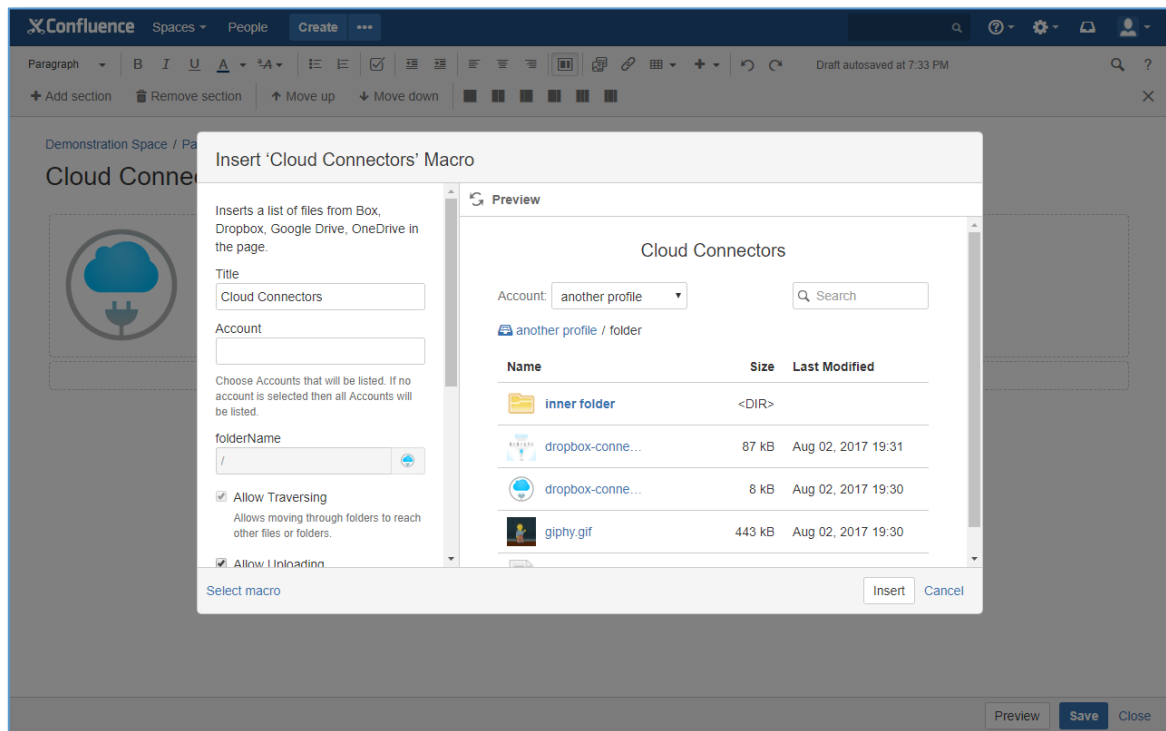 Confluence Spaces People Create •••
Paragraph B I U A Draft autosaved at 7:33 PM ?
+ Add section Remove section Move up Move down
Demonstration Space / Pa
Cloud Conne
Insert ‘Cloud Connectors’ Macro
Inserts a list of files from Box,
Dropbox, Google Drive, OneDrive in
the page.
Title
Cloud Connectors
Account
Choose Accounts that will be listed. If no
account is selected then all Accounts will
be listed.
folderName
/
Allow Traversing
Allows moving through folders to reach
other files or folders.
Allow Uploading
Preview
Cloud Connectors
Account: another profile Search
another profile / folder
Name Size Last Modified
inner folder <DIR>
dropbox-conne... 87 kB Aug 02, 2017 19:31
dropbox-conne... 8 kB Aug 02, 2017 19:30
giphy.gif 443 kB Aug 02, 2017 19:30
Select macro Insert Cancel
Preview Save Close